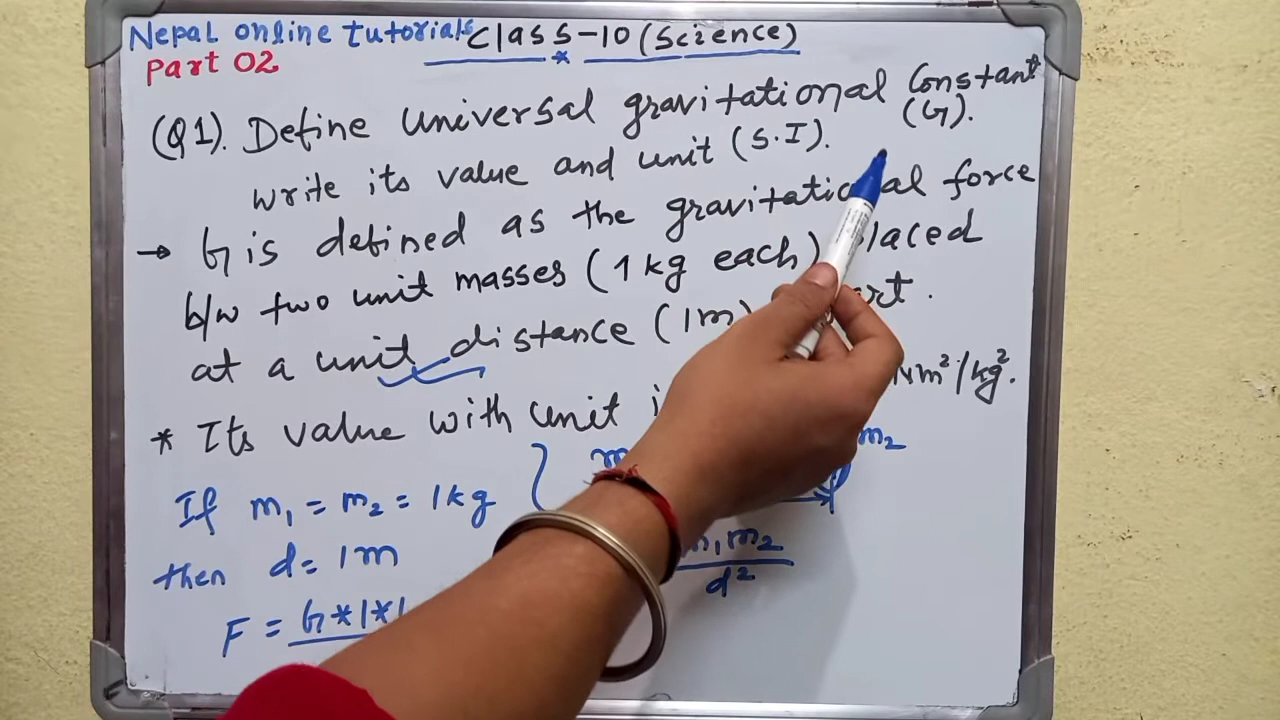 Nepal online tutorials Class-10 (Science)
Part 02
(Q1). Define universal gravitational Constant
(G).
write its value and unit (S.I).
→ G is defined as the gravitational force
b/w two unit masses (1 kg each) placed
at a unit distance (1m)
* Its value with unit Nm²/kg².
m₂
If m₁ = m₂ = 1kg
then d = 1m
m₁m₂
d²
F = G*1*1